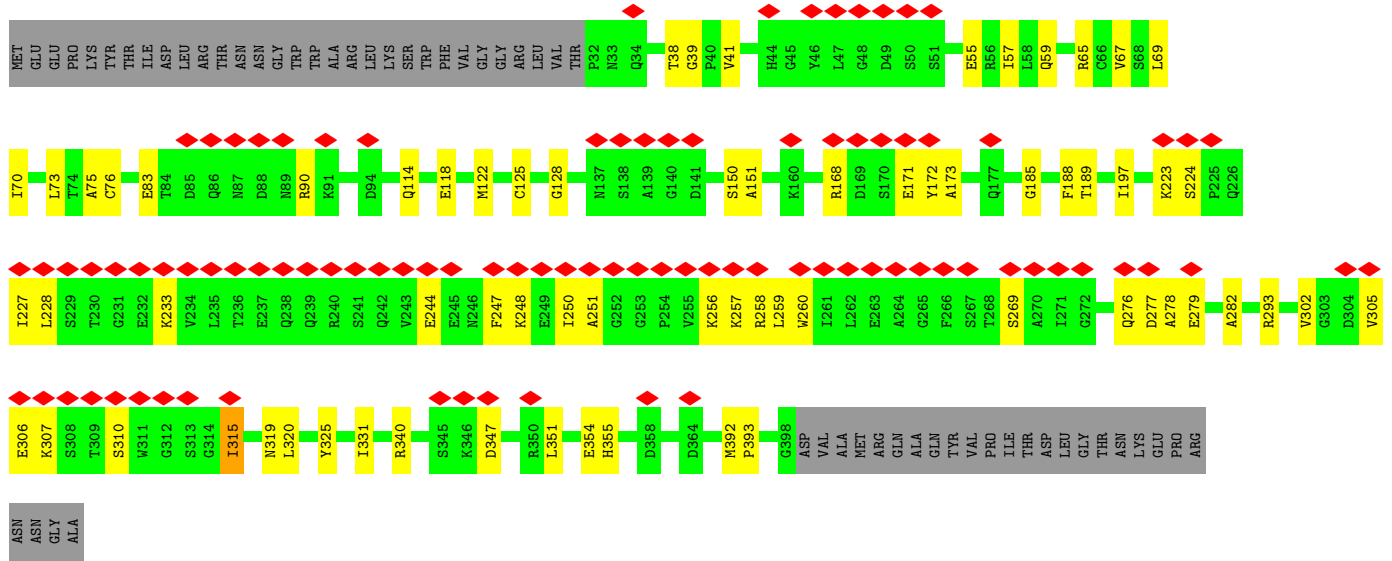 MET GLU GLU PRO LYS TYR THR THR ILE ASP LEU ARG THR ASN ASN GLY TRP TRP ALA ARG LEU LYS SER TRP PHE VAL GLY GLY ARG LEU VAL THR P32 N33 Q34 T38 G39 P40 V41 H44 G45 Y46 L47 G48 D49 S50 S51 E55 R56 I57 L58 Q59 R65 C66 V67 S68 L69
I70 L73 T74 A75 C76 E83 T84 D85 Q86 N87 D88 N89 R90 K91 D94 Q114 E118 M122 C125 G128 N137 S138 A139 G140 D141 S150 A151 K160 R168 D169 S170 E171 Y172 A173 Q177 G185 F188 T189 I197 K223 S224 P225 Q226
I227 L228 S229 T230 G231 E232 K233 V234 L235 T236 E237 Q238 Q239 R240 S241 Q242 V243 E244 E245 N246 F247 K248 E249 I250 A251 G252 G253 P254 V255 K256 K257 R258 L259 W260 I261 L262 E263 A264 G265 F266 S267 T268 S269 A270 I271 G272 Q276 D277 A278 E279 A282 R293 V302 G303 D304 V305
E306 K307 S308 T309 S310 W311 G312 S313 G314 I315 N319 L320 Y325 I331 R340 S345 K346 D347 R350 L351 E354 H355 D358 D364 M392 P393 G398 ASP VAL ALA MET ARG GLN ALA GLN TYR VAL PRO ILE THR ASP LEU GLY THR ASN LYS GLU PRO ARG
ASN ASN GLY ALA